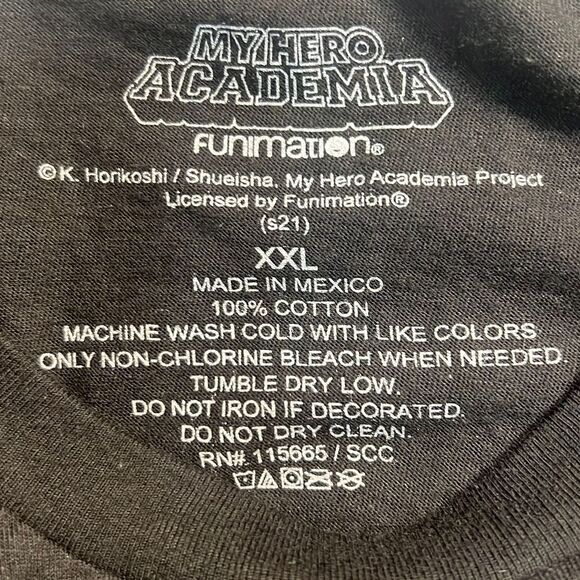 MY HERO
ACADEMIA
FUNIMATION®
©K. Horikoshi / Shueisha, My Hero Academia Project
Licensed by Funimation®
(s21)
XXL
MADE IN MEXICO
100% COTTON
MACHINE WASH COLD WITH LIKE COLORS
ONLY NON-CHLORINE BLEACH WHEN NEEDED.
TUMBLE DRY LOW.
DO NOT IRON IF DECORATED.
DO NOT DRY CLEAN.
RN# 115665 / SCC